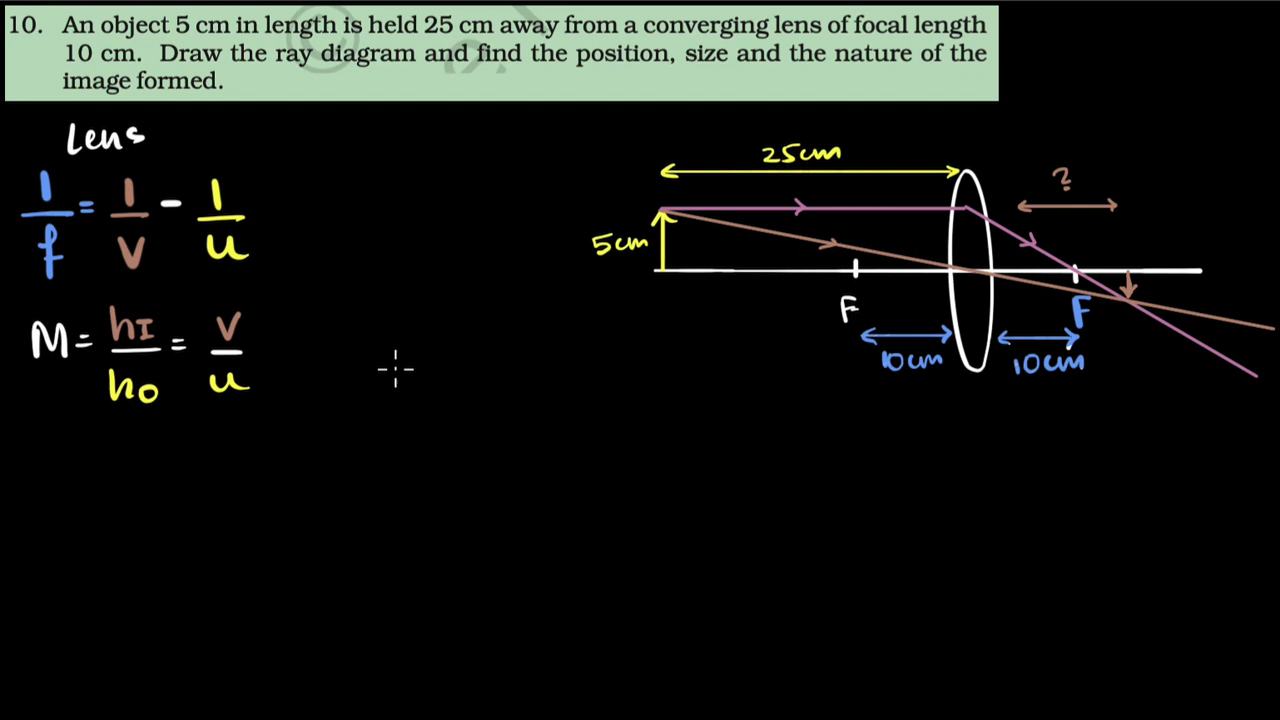 10. An object 5 cm in length is held 25 cm away from a converging lens of focal length
10 cm. Draw the ray diagram and find the position, size and the nature of the
image formed.
Lens
1/f = 1/v - 1/u
M = hI/ho = v/u
25cm
?
5cm
F
F
10cm
10cm